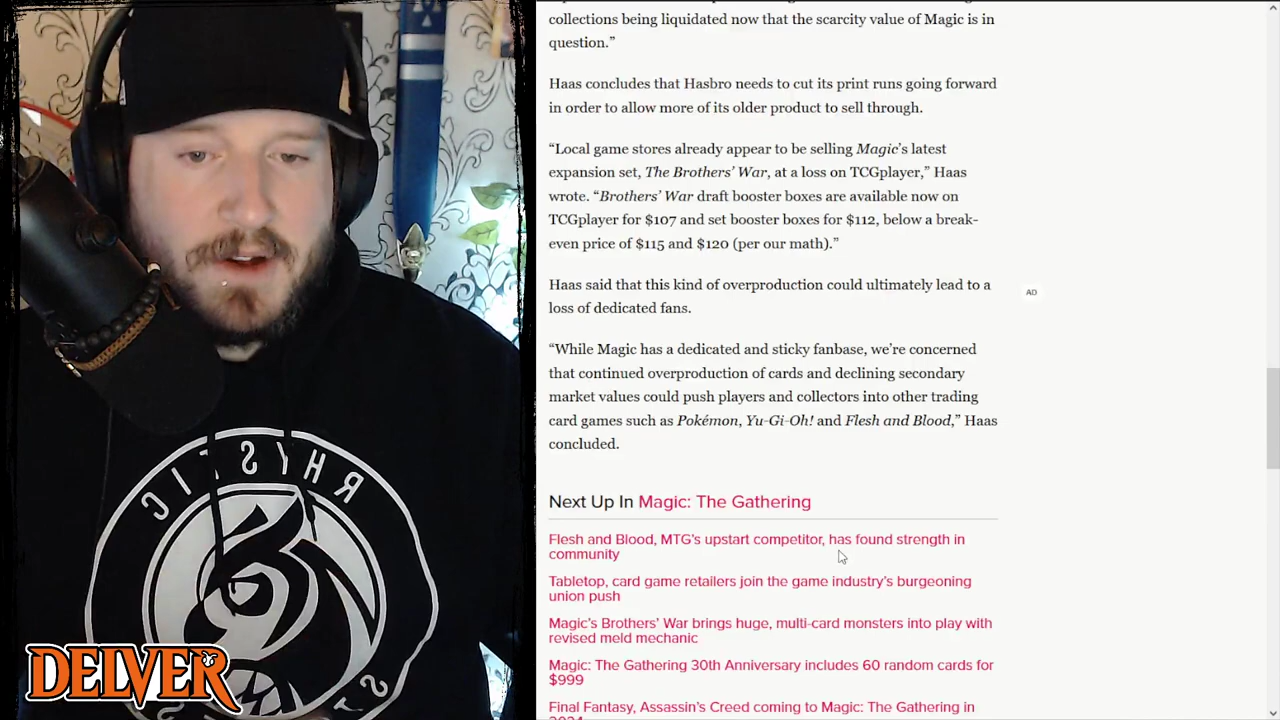 collections being liquidated now that the scarcity value of Magic is in
question.”
Haas concludes that Hasbro needs to cut its print runs going forward
in order to allow more of its older product to sell through.
“Local game stores already appear to be selling Magic’s latest
expansion set, The Brothers’ War, at a loss on TCGplayer,” Haas
wrote. “Brothers’ War draft booster boxes are available now on
TCGplayer for $107 and set booster boxes for $112, below a break-
even price of $115 and $120 (per our math).”
Haas said that this kind of overproduction could ultimately lead to a
loss of dedicated fans.
“While Magic has a dedicated and sticky fanbase, we’re concerned
that continued overproduction of cards and declining secondary
market values could push players and collectors into other trading
card games such as Pokémon, Yu-Gi-Oh! and Flesh and Blood,” Haas
concluded.
Next Up In Magic: The Gathering
Flesh and Blood, MTG’s upstart competitor, has found strength in
community
Tabletop, card game retailers join the game industry’s burgeoning
union push
Magic’s Brothers’ War brings huge, multi-card monsters into play with
revised meld mechanic
Magic: The Gathering 30th Anniversary includes 60 random cards for
$999
Final Fantasy, Assassin’s Creed coming to Magic: The Gathering in
AD
RHYSTIC
DELVER